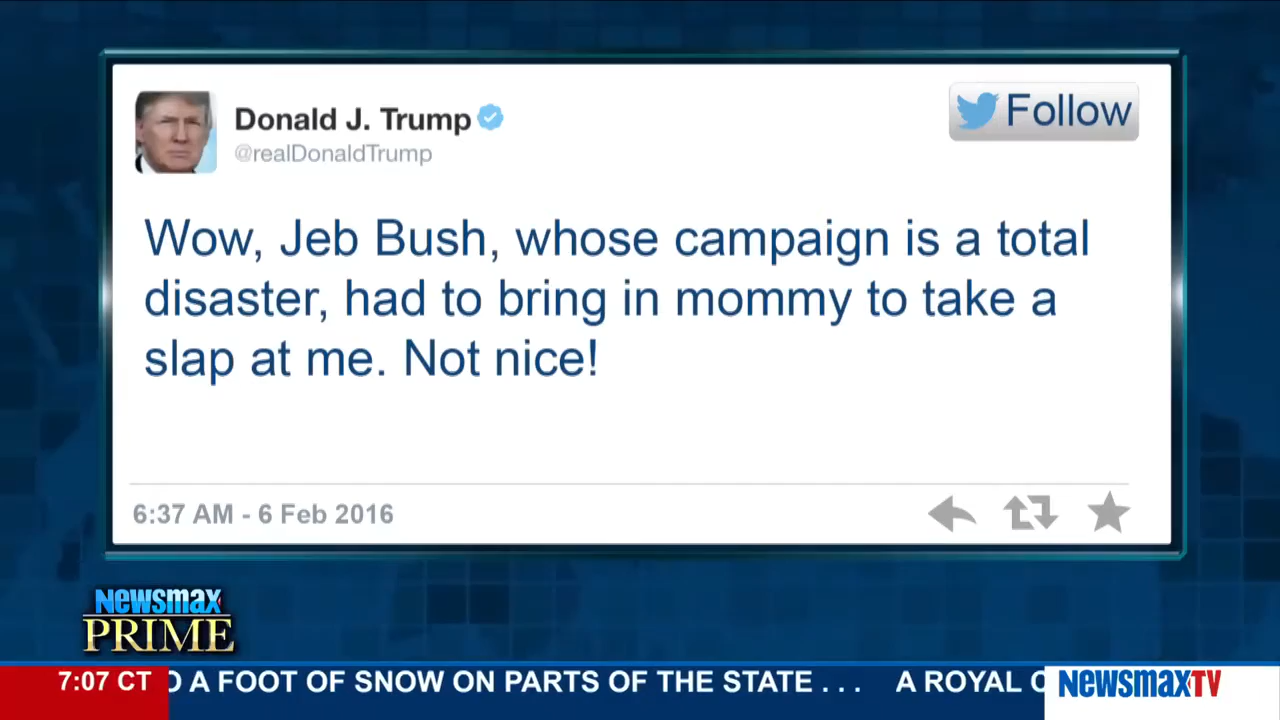 Donald J. Trump
@realDonaldTrump
Follow
Wow, Jeb Bush, whose campaign is a total
disaster, had to bring in mommy to take a
slap at me. Not nice!
6:37 AM - 6 Feb 2016
Newsmax
PRIME
7:07 CT
A FOOT OF SNOW ON PARTS OF THE STATE . . . A ROYAL
NEWSMAXTV